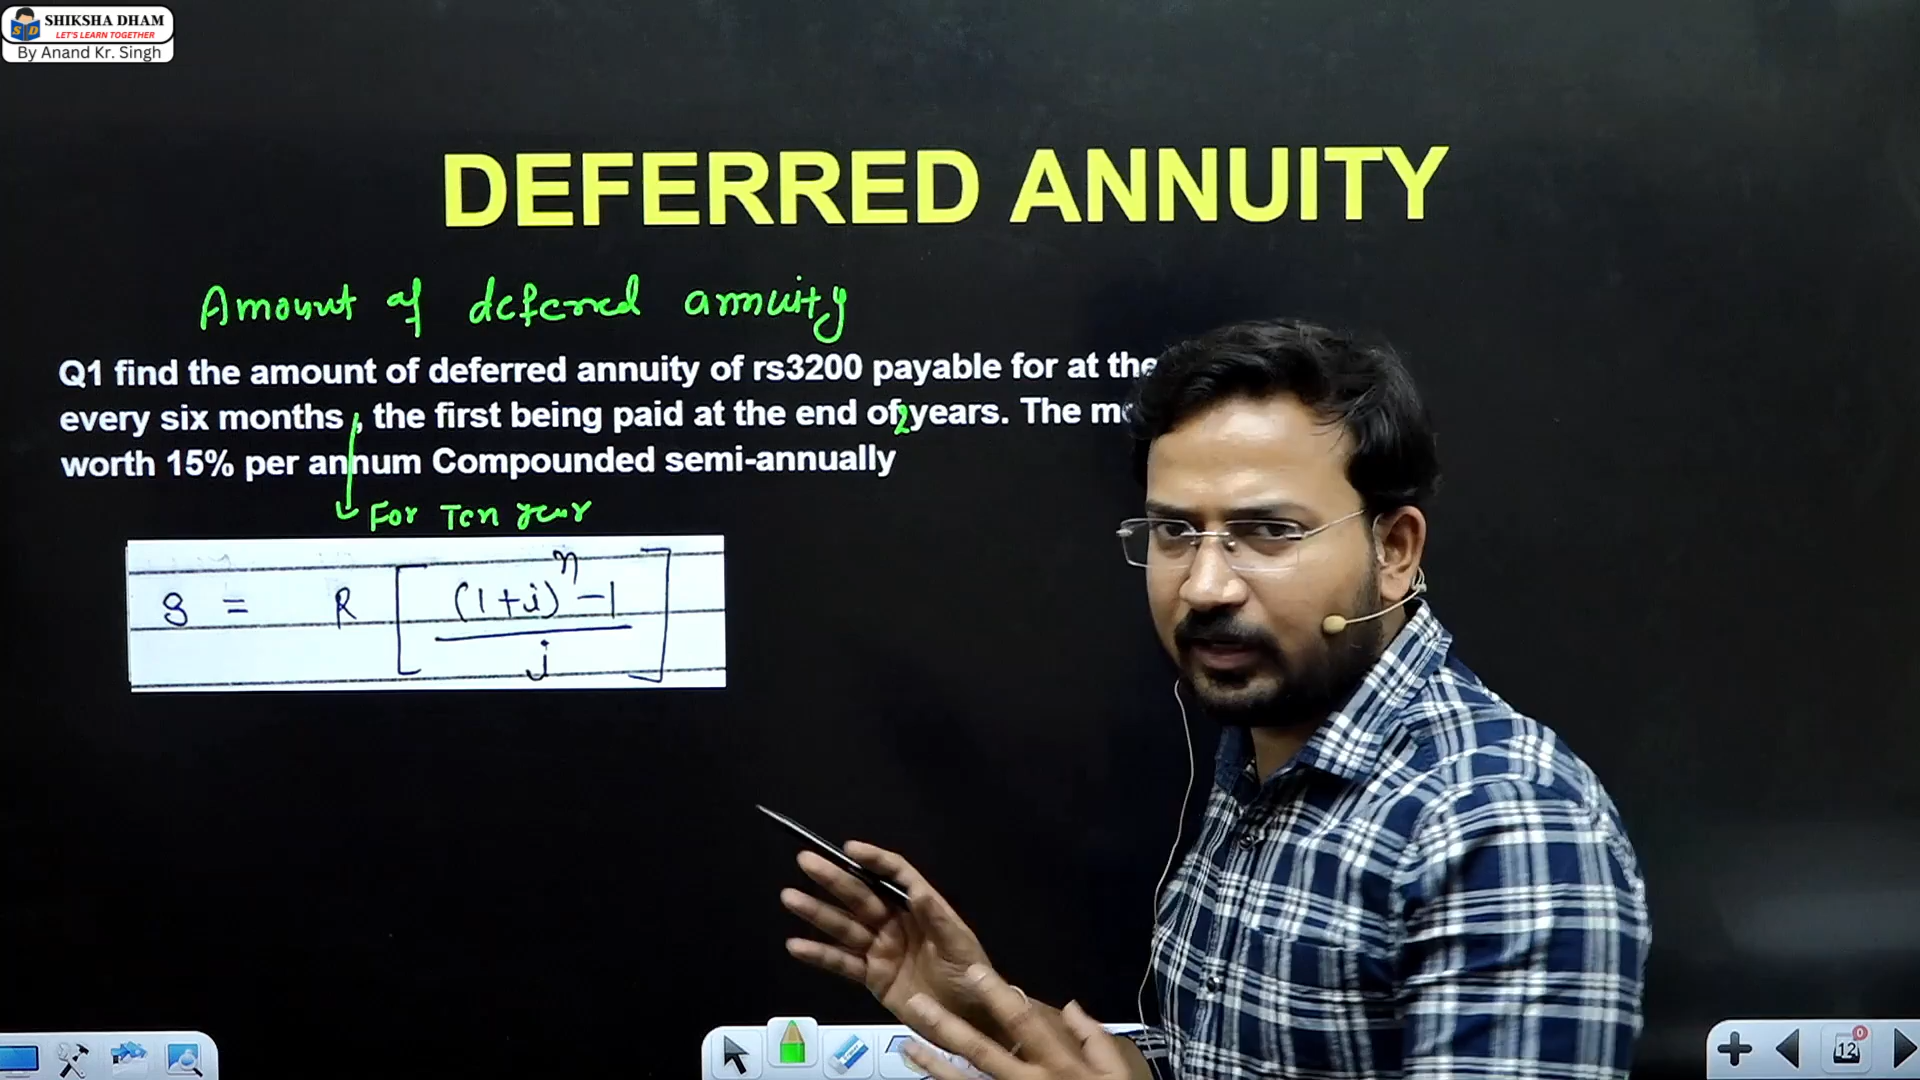 SHIKSHA DHAM
LET'S LEARN TOGETHER
By Anand Kr. Singh
DEFERRED ANNUITY
Amount of deferred annuity
Q1 find the amount of deferred annuity of rs3200 payable for at the
every six months , the first being paid at the end of 2 years. The
worth 15% per annum Compounded semi-annually
For Ten year
S = R [ (1+i)^n -1 / i ]
12
0